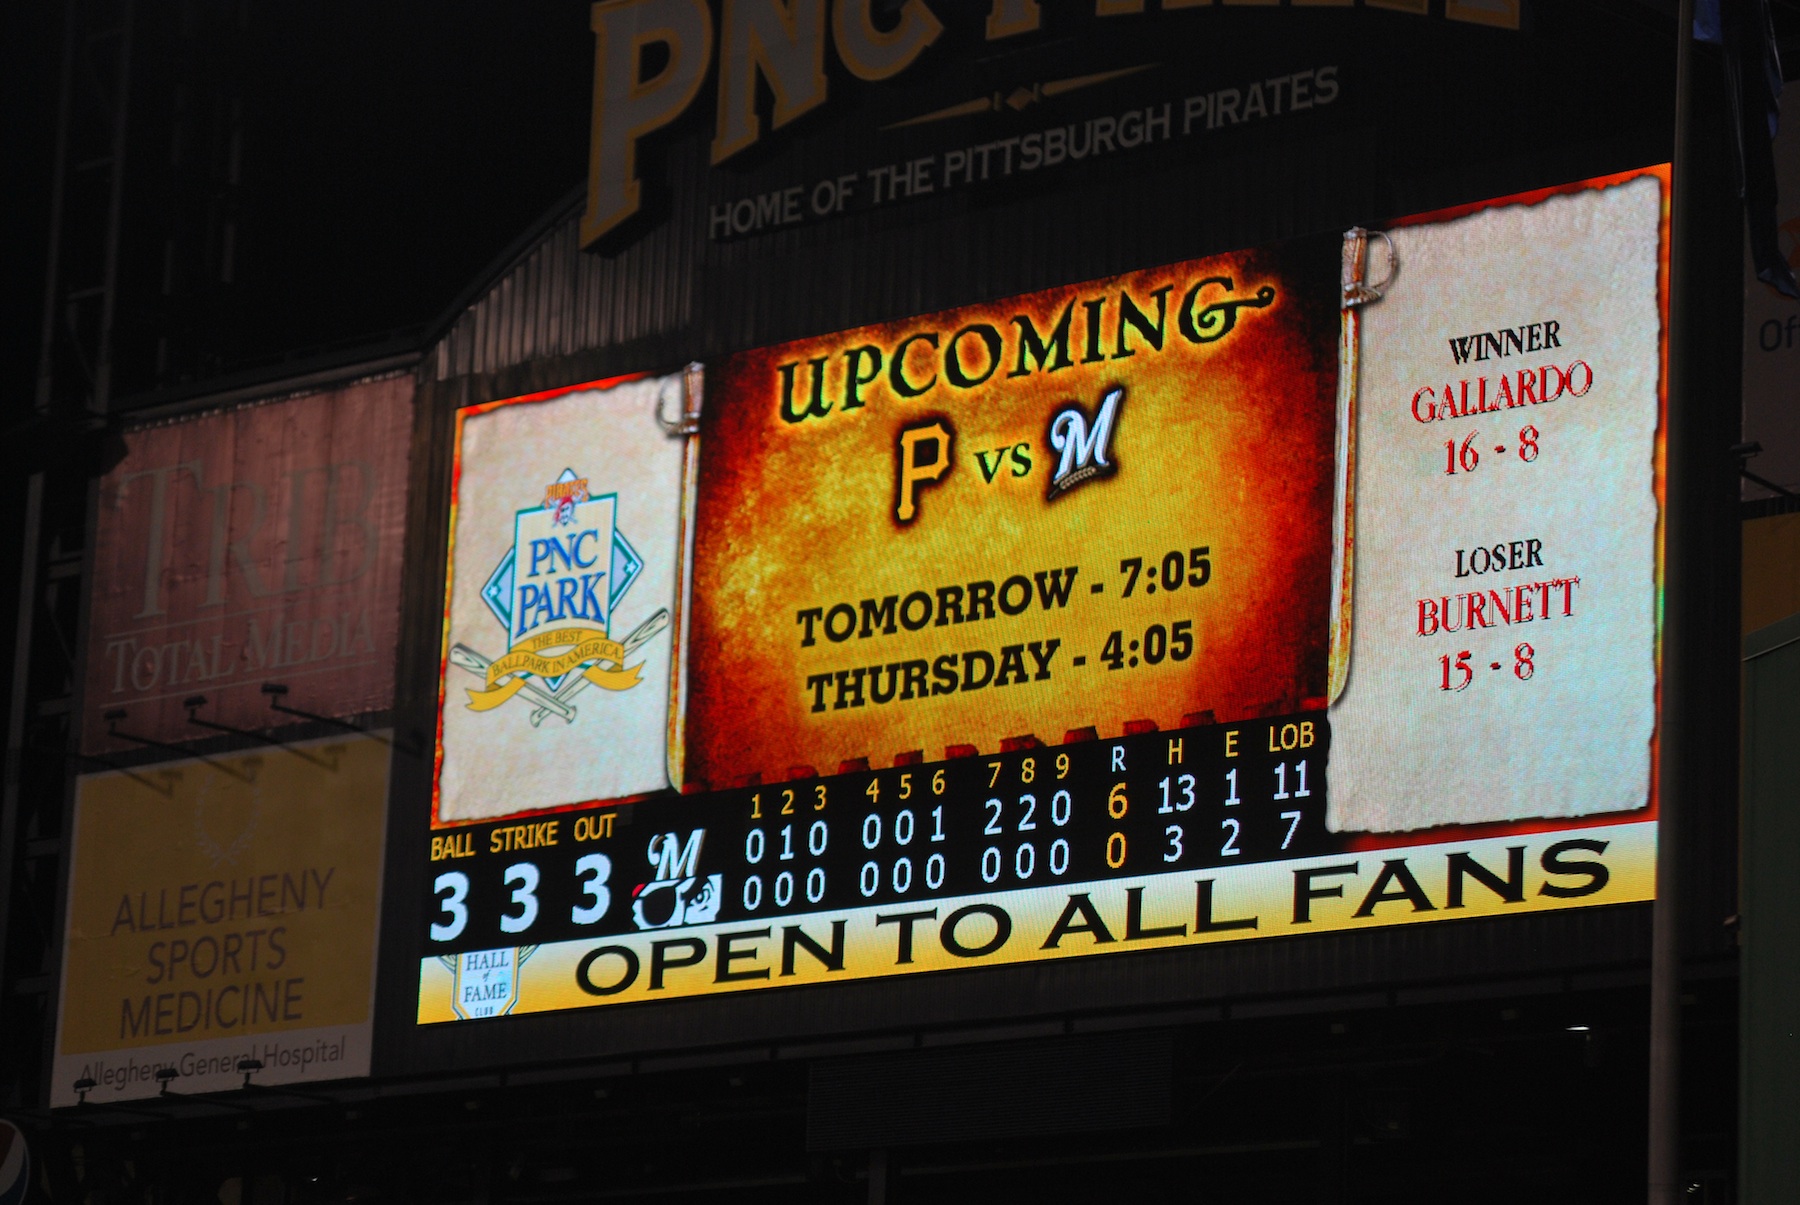 PNC PARK
HOME OF THE PITTSBURGH PIRATES
TRIB
TOTAL MEDIA
ALLEGHENY
SPORTS
MEDICINE
Allegheny General Hospital
PIRATES
PNC
PARK
THE BEST
BALLPARK IN AMERICA
UPCOMING
P VS M
TOMORROW - 7:05
THURSDAY - 4:05
WINNER
GALLARDO
16 - 8
LOSER
BURNETT
15 - 8
BALL STRIKE OUT
3 3 3
1 2 3 4 5 6 7 8 9 R H E LOB
M 0 1 0 0 0 1 2 2 0 6 13 1 11
0 0 0 0 0 0 0 0 0 0 3 2 7
HALL
of
FAME
CLUB
OPEN TO ALL FANS